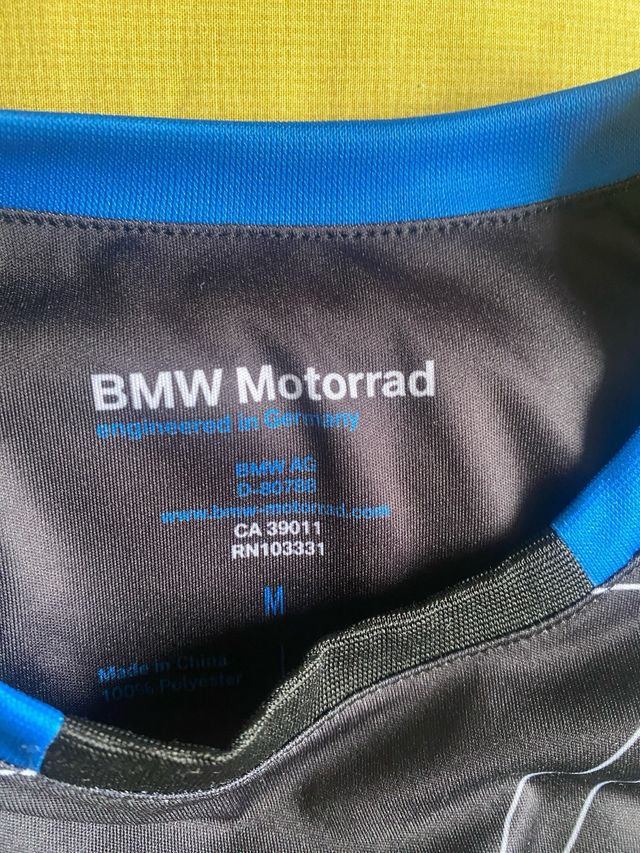 BMW Motorrad
engineered in Germany
BMW AG
D-80788
www.bmw-motorrad.com
CA 39011
RN103331
M
Made in China
100% Polyester